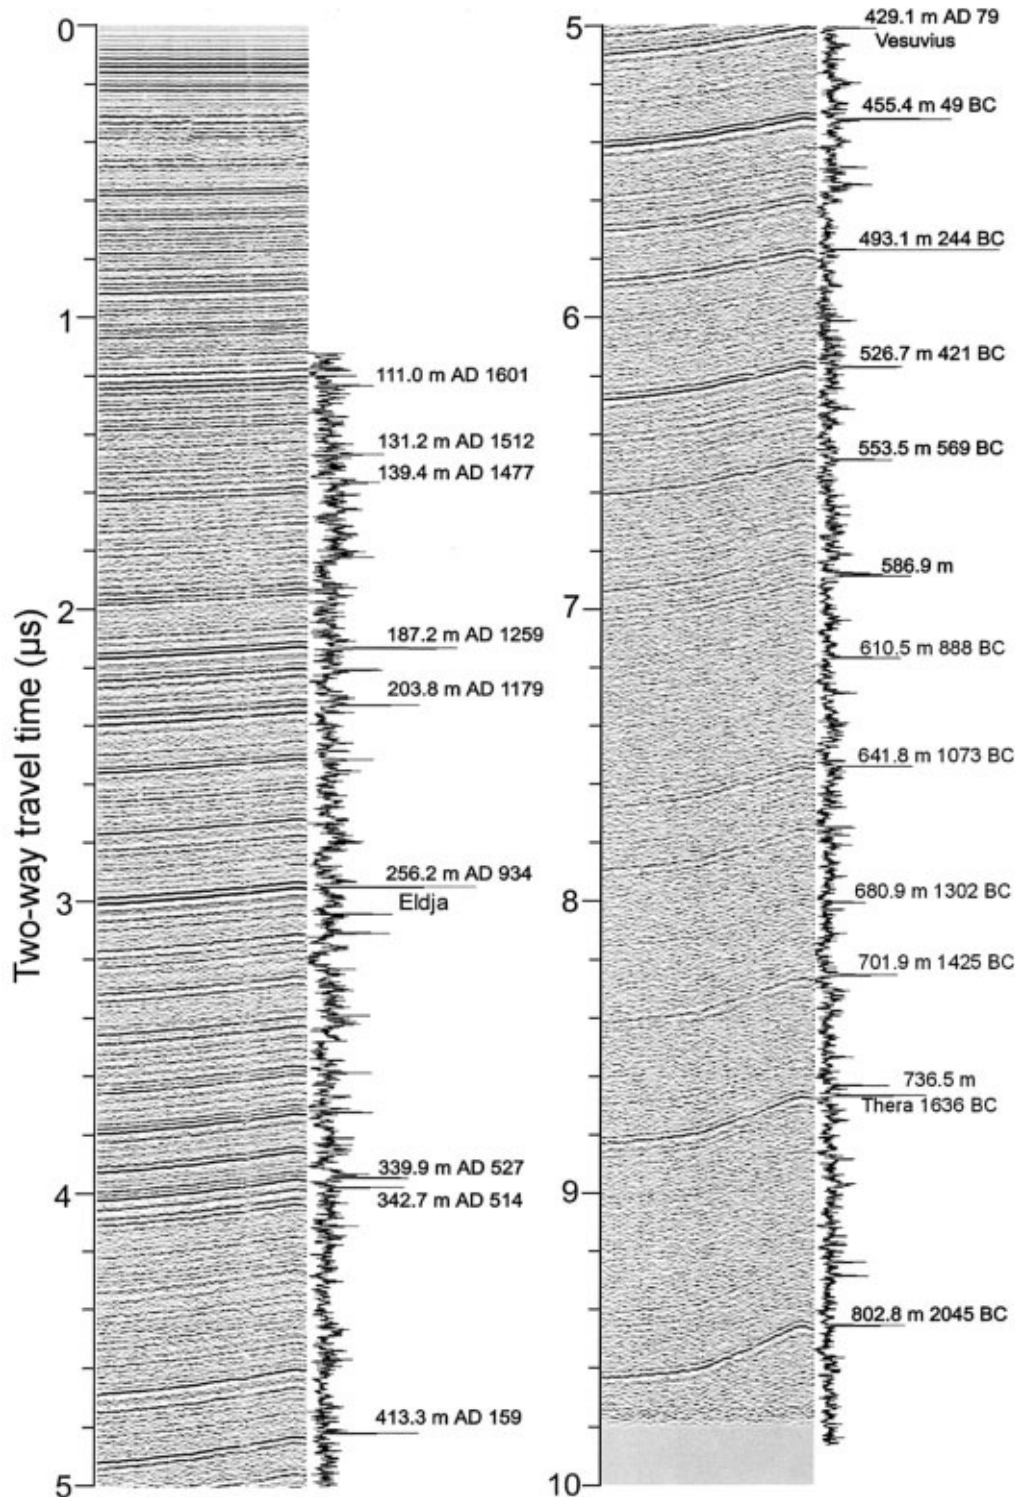 Two-way travel time (µs)
0
1
2
3
4
5
111.0 m AD 1601
131.2 m AD 1512
139.4 m AD 1477
187.2 m AD 1259
203.8 m AD 1179
256.2 m AD 934
Eldja
339.9 m AD 527
342.7 m AD 514
413.3 m AD 159
5
6
7
8
9
10
429.1 m AD 79
Vesuvius
455.4 m 49 BC
493.1 m 244 BC
526.7 m 421 BC
553.5 m 569 BC
586.9 m
610.5 m 888 BC
641.8 m 1073 BC
680.9 m 1302 BC
701.9 m 1425 BC
736.5 m
Thera 1636 BC
802.8 m 2045 BC